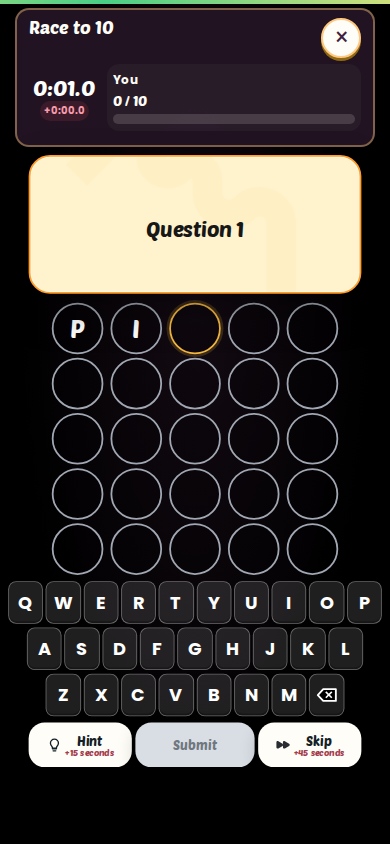 Race to 10
×
0:01.0
+0:00.0
You
0 / 10
Question 1
P I
Q W E R T Y U I O P
A S D F G H J K L
Z X C V B N M
Hint
+15 seconds
Submit
Skip
+45 seconds